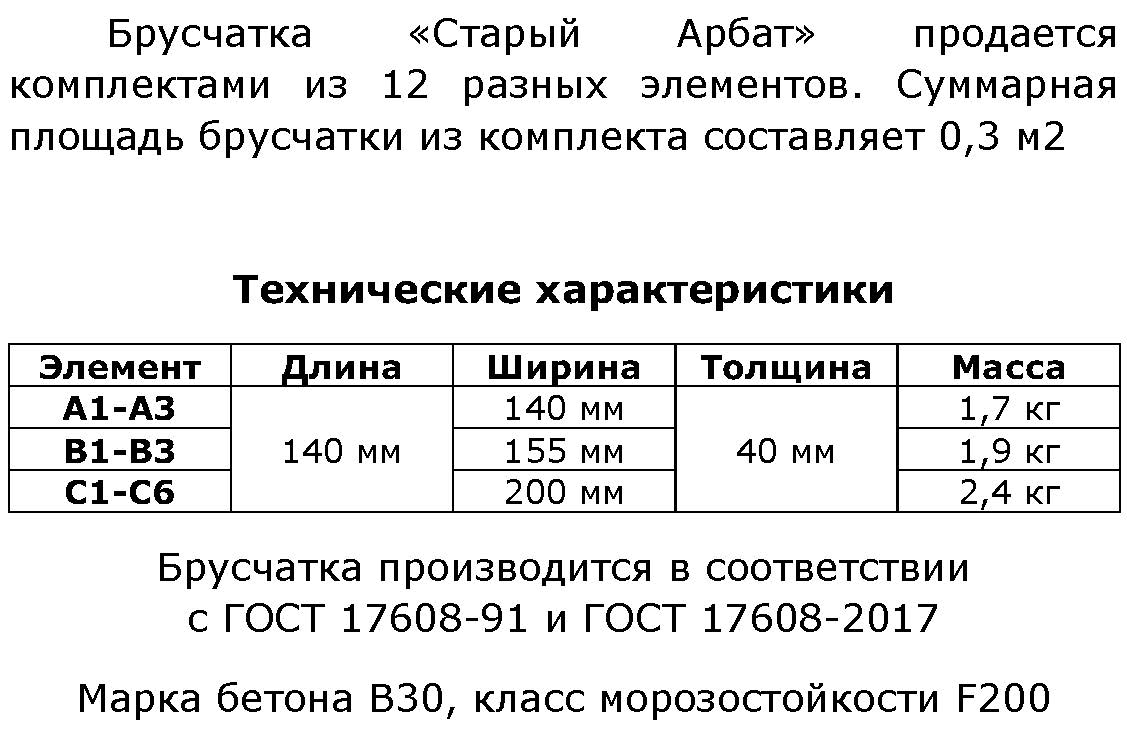 Брусчатка «Старый Арбат» продается
комплектами из 12 разных элементов. Суммарная
площадь брусчатки из комплекта составляет 0,3 м2
Технические характеристики
Элемент Длина Ширина Толщина Масса
А1-А3 140 мм 1,7 кг
В1-В3 140 мм 155 мм 40 мм 1,9 кг
С1-С6 200 мм 2,4 кг
Брусчатка производится в соответствии
с ГОСТ 17608-91 и ГОСТ 17608-2017
Марка бетона В30, класс морозостойкости F200